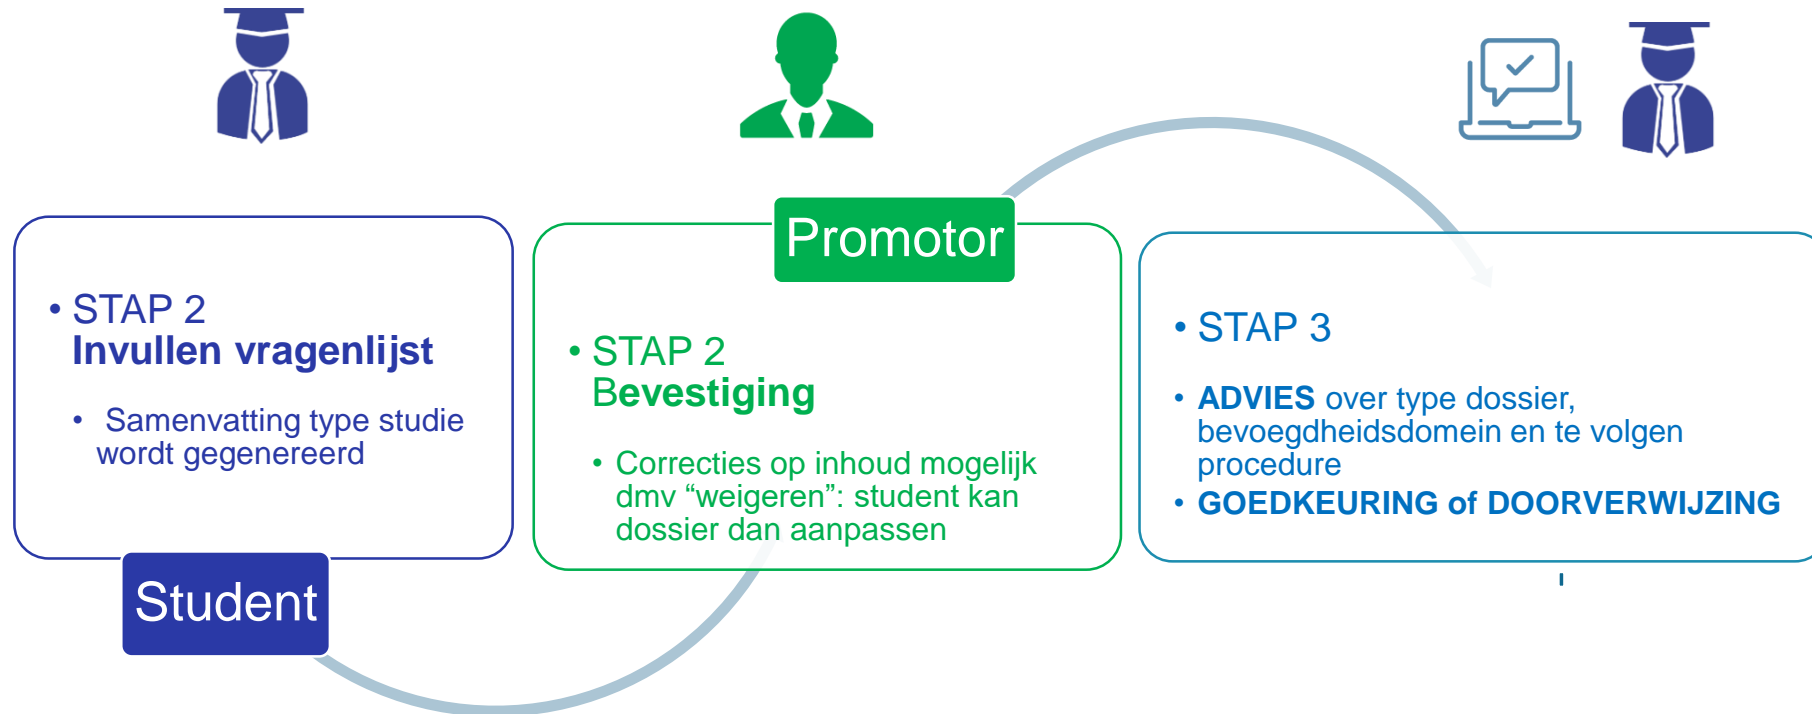 • STAP 2
Invullen vragenlijst
• Samenvatting type studie
wordt gegenereerd
Student
Promotor
• STAP 2
Bevestiging
• Correcties op inhoud mogelijk
dmv “weigeren”: student kan
dossier dan aanpassen
• STAP 3
• ADVIES over type dossier,
bevoegdheidsdomein en te volgen
procedure
• GOEDKEURING of DOORVERWIJZING